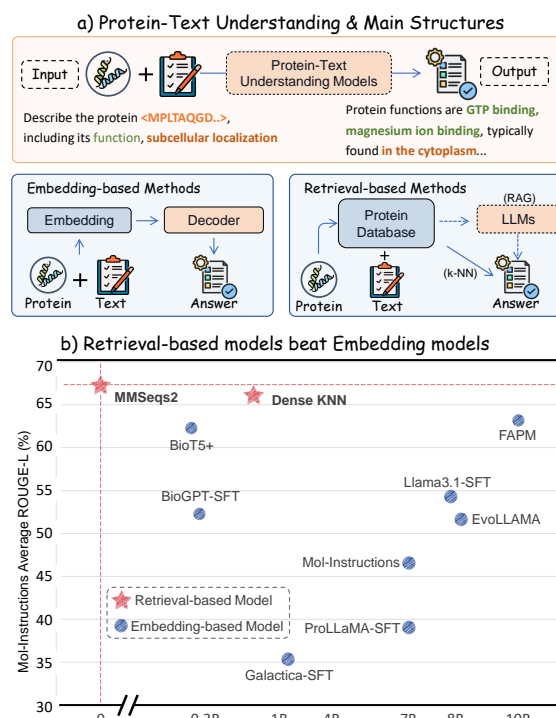 a) Protein-Text Understanding & Main Structures
Input
Protein-Text
Understanding Models
Output
Describe the protein <MPLTAQGD..>,
including its function, subcellular localization
Protein functions are GTP binding,
magnesium ion binding, typically
found in the cytoplasm...
Embedding-based Methods
Embedding
Decoder
Protein
Text
Answer
Retrieval-based Methods
Protein
Database
(RAG)
LLMs
(k-NN)
Protein
Text
Answer
b) Retrieval-based models beat Embedding models
Mol-Instructions Average ROUGE-L (%)
70
65
60
55
50
45
40
35
30
MMSeqs2
Dense KNN
BioT5+
FAPM
BioGPT-SFT
Llama3.1-SFT
EvoLLAMA
Mol-Instructions
ProLLaMA-SFT
Galactica-SFT
Retrieval-based Model
Embedding-based Model
0
1B
4B
7B
8B
10B